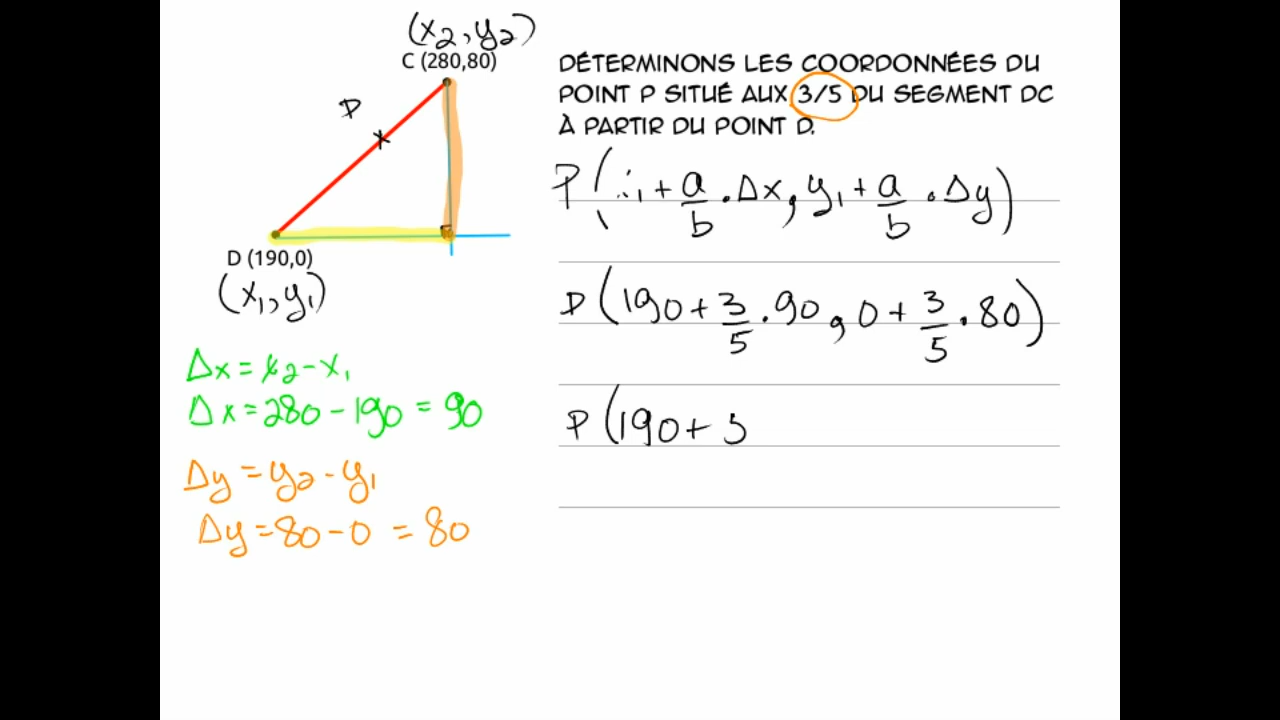 (x₂, y₂)
C (280,80)
P
D (190,0)
(x₁, y₁)
Δx = x₂ - x₁
Δx = 280 - 190 = 90
Δy = y₂ - y₁
Δy = 80 - 0 = 80
DÉTERMINONS LES COORDONNÉES DU
POINT P SITUÉ AUX 3/5 DU SEGMENT DC
À PARTIR DU POINT D.
P(x₁ + a/b · Δx, y₁ + a/b · Δy)
P(190 + 3/5 · 90, 0 + 3/5 · 80)
P(190 + 3